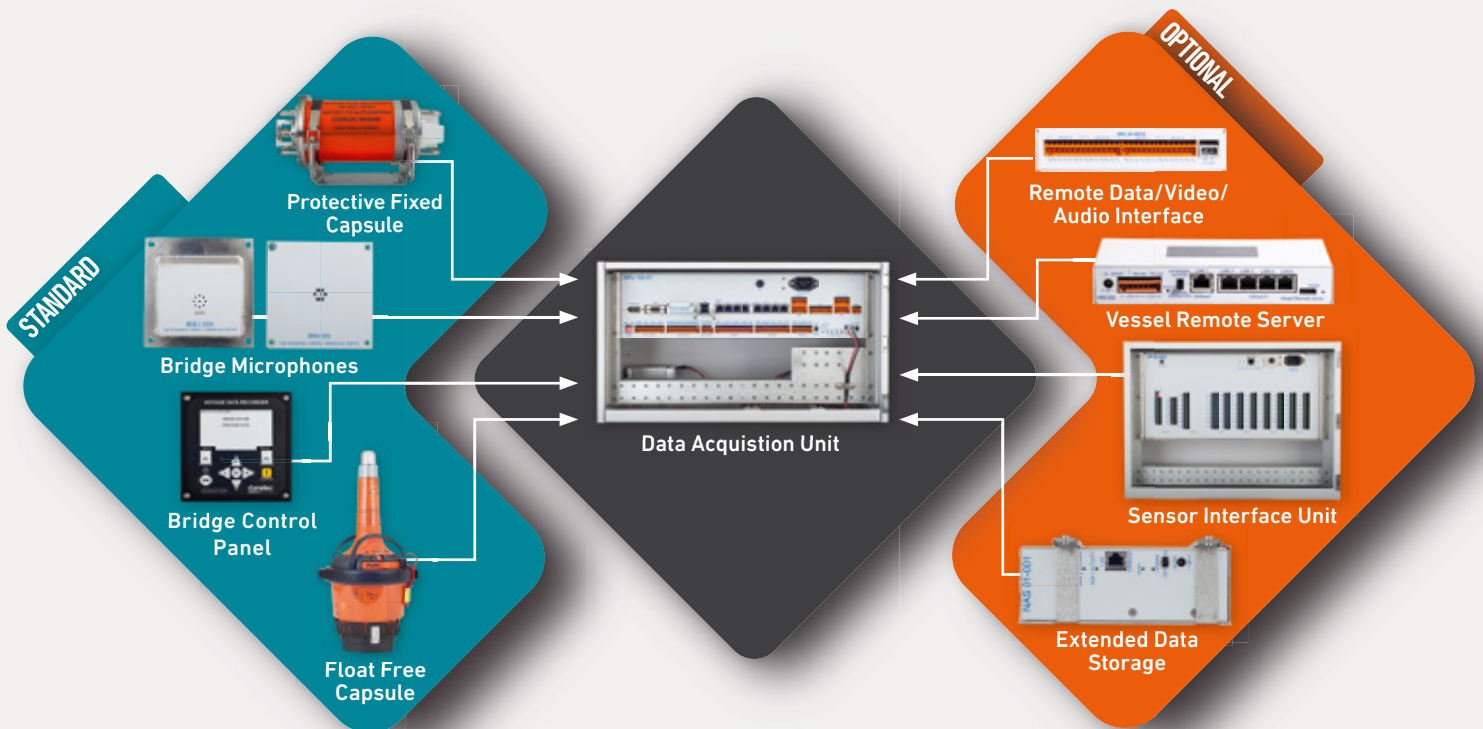 STANDARD
Protective Fixed
Capsule
Bridge Microphones
VOYAGE DATA RECORDER
Bridge Control
Panel
Float Free
Capsule
Data Acquistion Unit
OPTIONAL
Remote Data/Video/
Audio Interface
Vessel Remote Server
Sensor Interface Unit
NAS 01-001
Extended Data
Storage